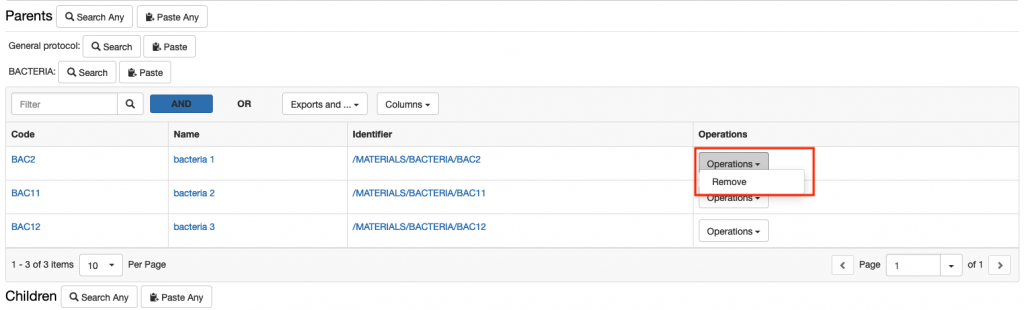 Parents Search Any Paste Any
General protocol: Search Paste
BACTERIA: Search Paste
Filter AND OR Exports and ... Columns
Code Name Identifier Operations
BAC2 bacteria 1 /MATERIALS/BACTERIA/BAC2 Operations
Remove
BAC11 bacteria 2 /MATERIALS/BACTERIA/BAC11 Operations
BAC12 bacteria 3 /MATERIALS/BACTERIA/BAC12 Operations
1 - 3 of 3 items 10 Per Page Page 1 of 1
Children Search Any Paste Any